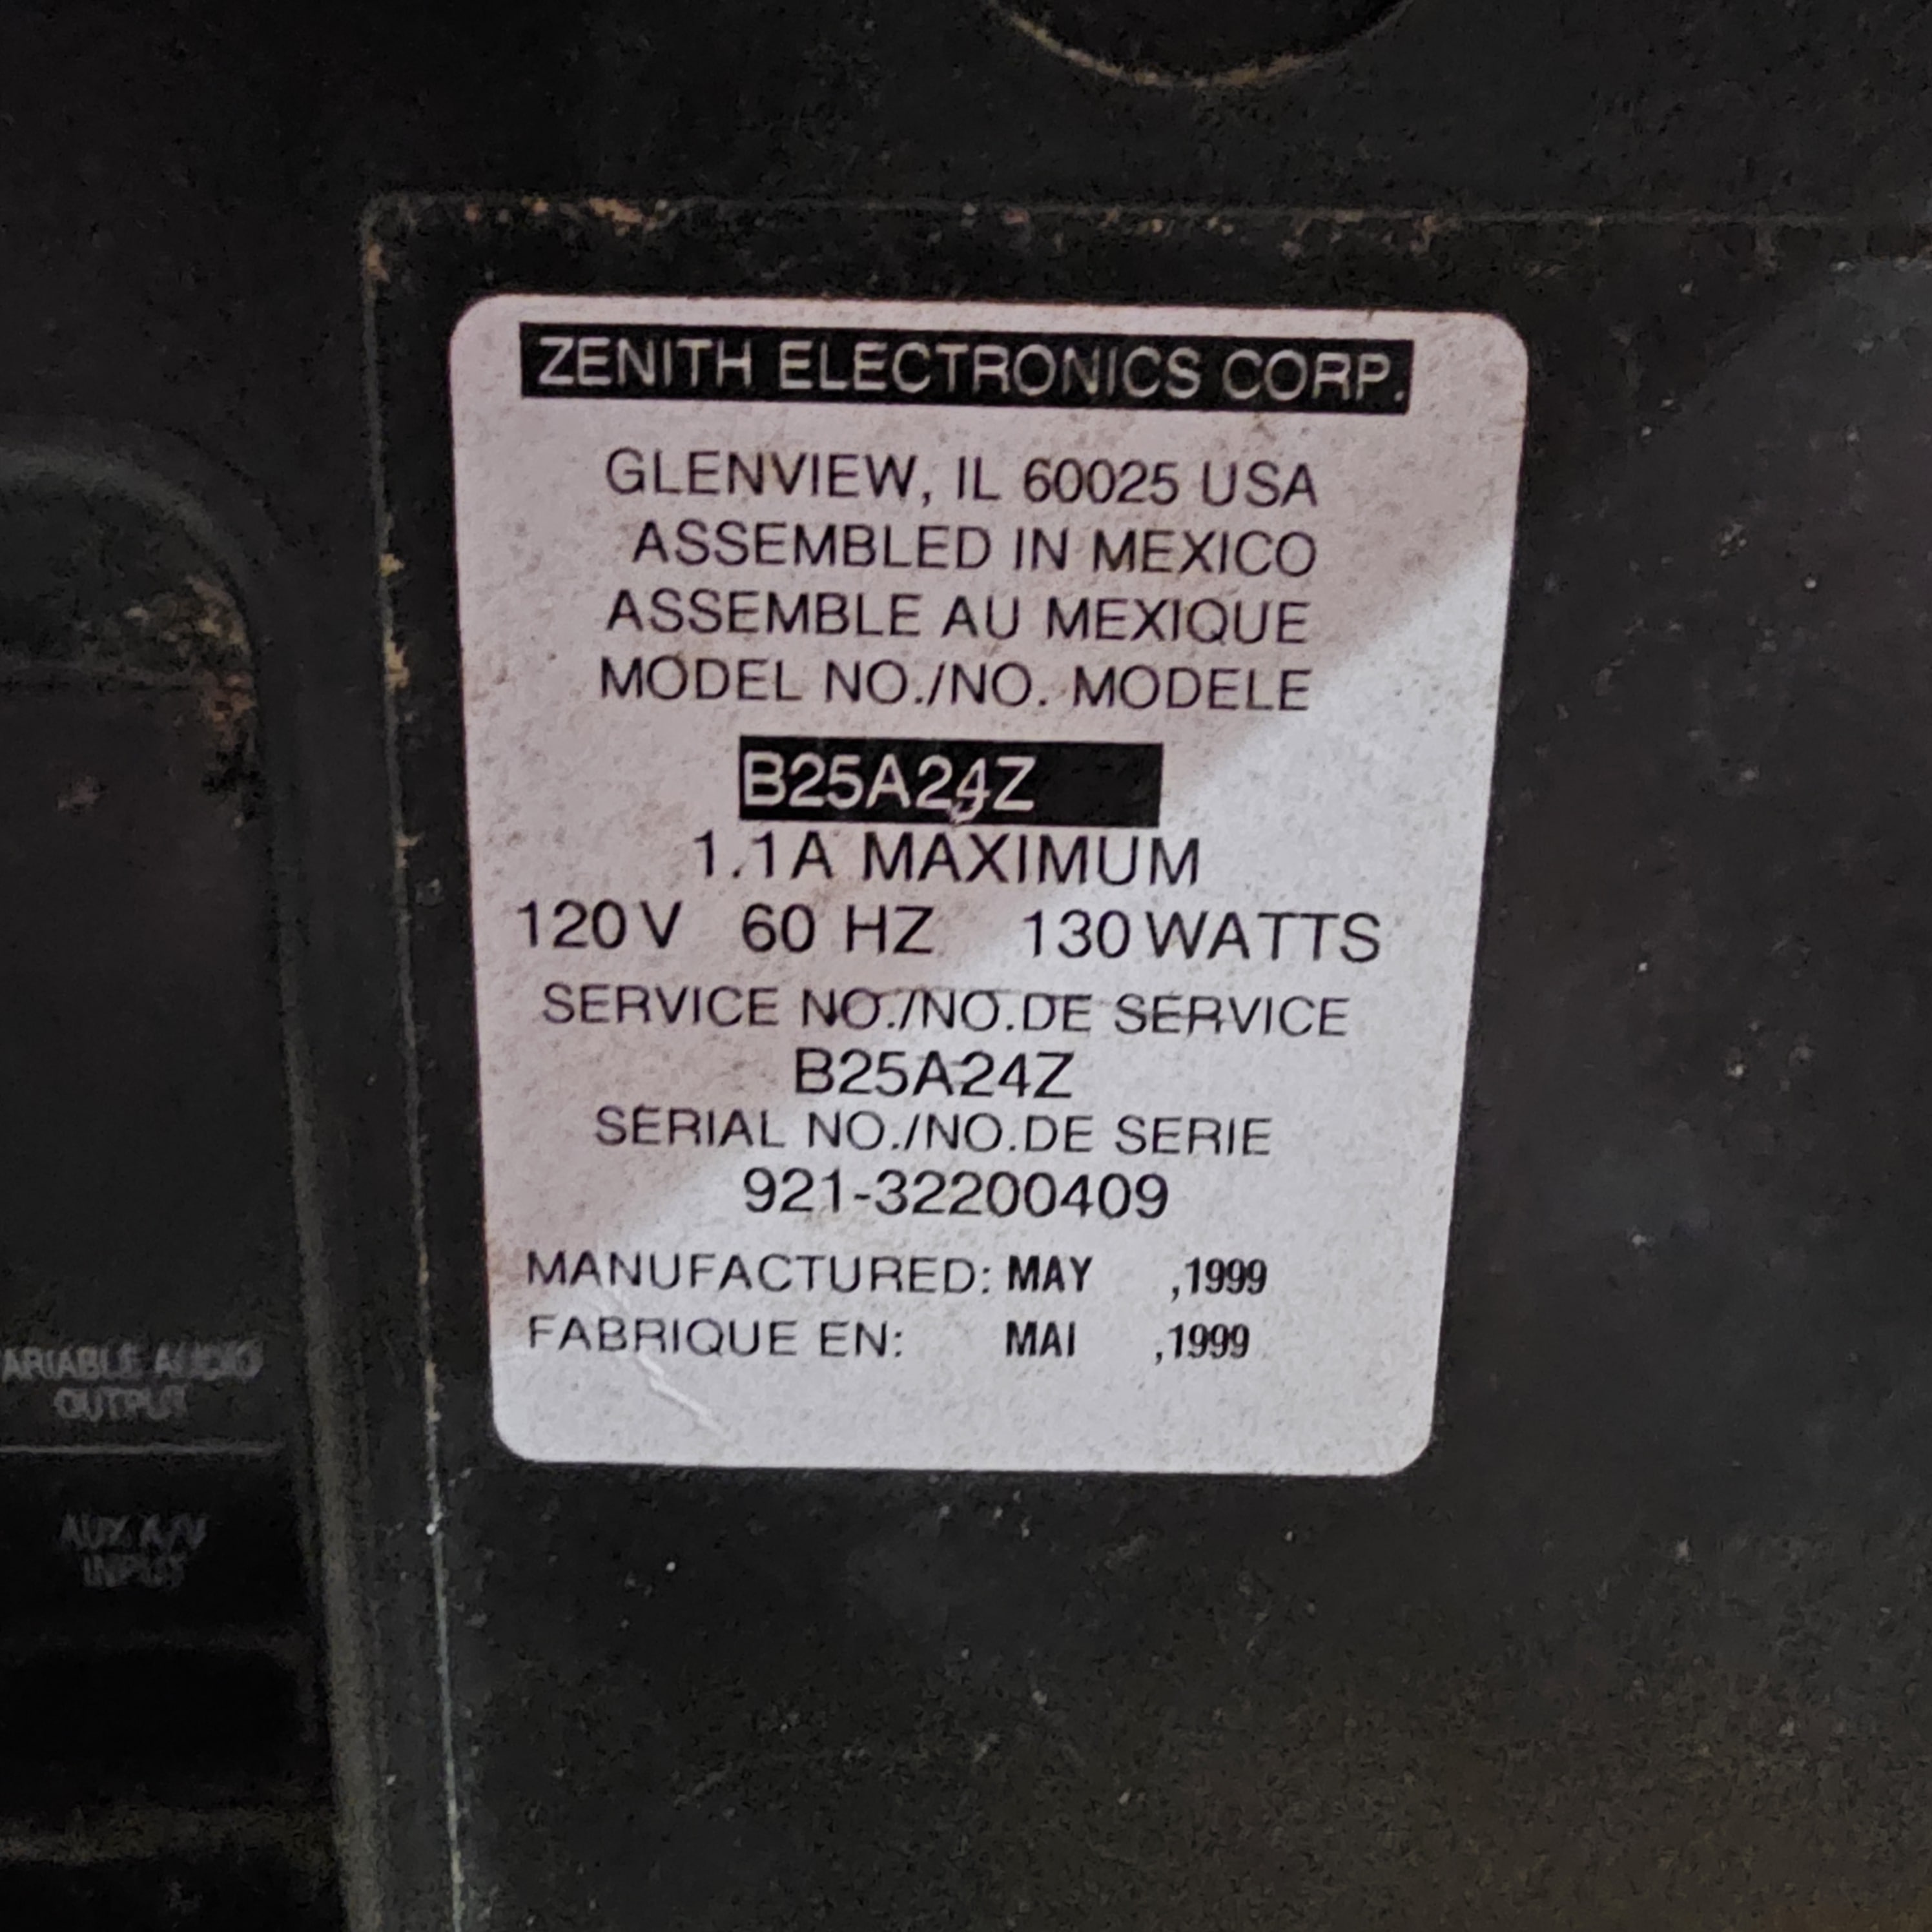 ZENITH ELECTRONICS CORP.
GLENVIEW, IL 60025 USA
ASSEMBLED IN MEXICO
ASSEMBLE AU MEXIQUE
MODEL NO./NO. MODELE
B25A24Z
1.1A MAXIMUM
120V 60 HZ 130 WATTS
SERVICE NO./NO.DE SERVICE
B25A24Z
SERIAL NO./NO.DE SERIE
921-32200409
MANUFACTURED: MAY ,1999
FABRIQUE EN: MAI ,1999
ARIABLE AUDIO
OUTPUT
AUX A/V
INPUT